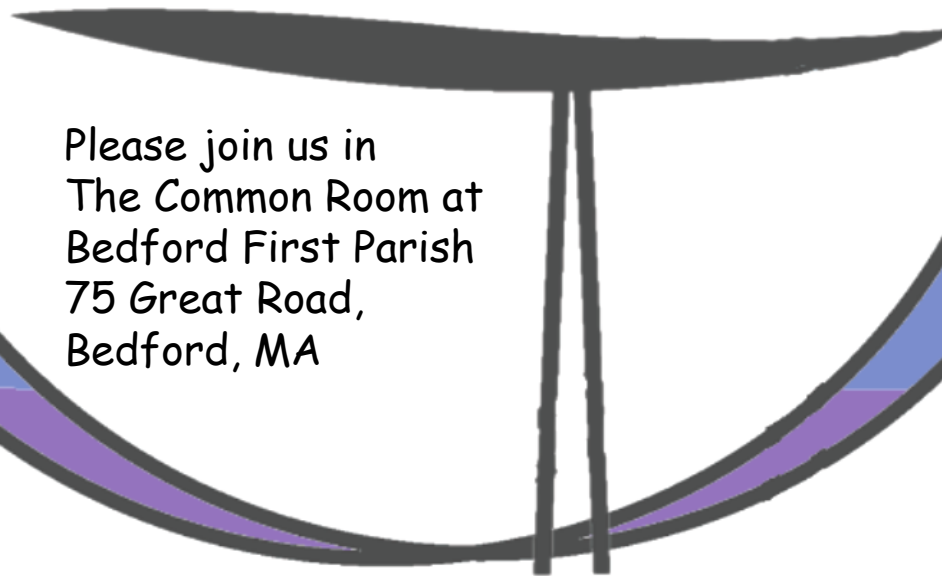 Please join us in
The Common Room at
Bedford First Parish
75 Great Road,
Bedford, MA